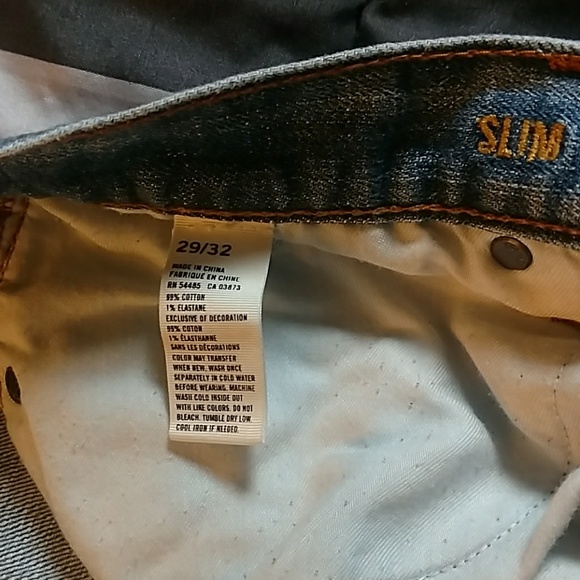 SLIM
29/32
MADE IN CHINA
FABRIQUE EN CHINE
RN 54485 CA 03673
99% COTTON
1% ELASTANE
EXCLUSIVE OF DECORATION
99% COTON
1% ÉLASTHANNE
SANS LES DÉCORATIONS
COLOR MAY TRANSFER
WHEN NEW. WASH ONCE
SEPARATELY IN COLD WATER
BEFORE WEARING. MACHINE
WASH COLD INSIDE OUT
WITH LIKE COLORS. DO NOT
BLEACH. TUMBLE DRY LOW.
COOL IRON IF NEEDED.